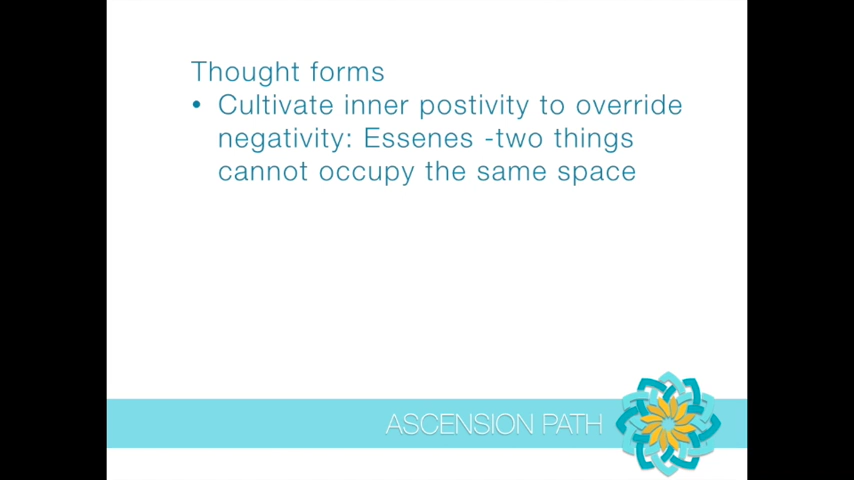 Thought forms
• Cultivate inner postivity to override
negativity: Essenes -two things
cannot occupy the same space
ASCENSION PATH